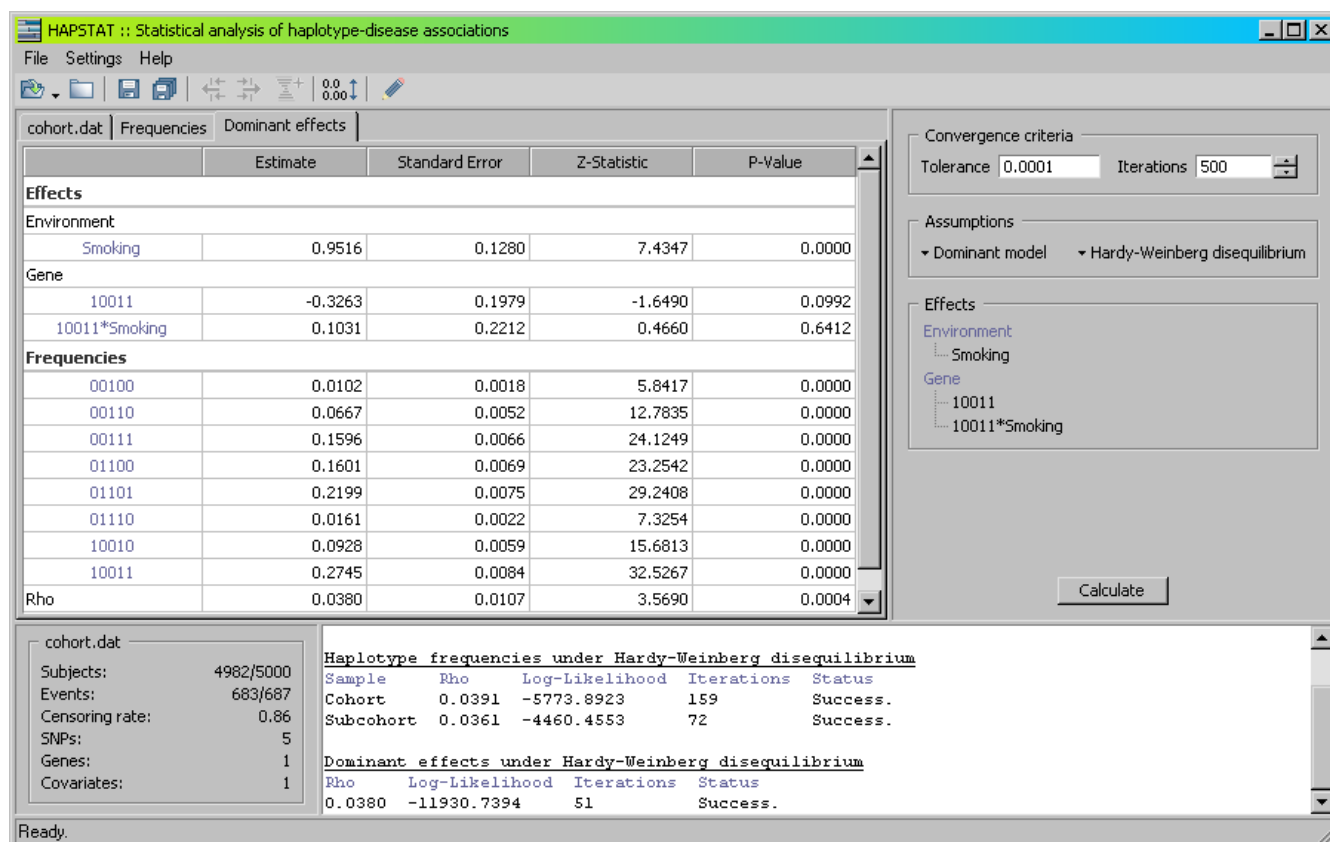 HAPSTAT :: Statistical analysis of haplotype-disease associations
File Settings Help
0.0
0.00
cohort.dat Frequencies Dominant effects
Estimate Standard Error Z-Statistic P-Value
Effects
Environment
Smoking 0.9516 0.1280 7.4347 0.0000
Gene
10011 -0.3263 0.1979 -1.6490 0.0992
10011*Smoking 0.1031 0.2212 0.4660 0.6412
Frequencies
00100 0.0102 0.0018 5.8417 0.0000
00110 0.0667 0.0052 12.7835 0.0000
00111 0.1596 0.0066 24.1249 0.0000
01100 0.1601 0.0069 23.2542 0.0000
01101 0.2199 0.0075 29.2408 0.0000
01110 0.0161 0.0022 7.3254 0.0000
10010 0.0928 0.0059 15.6813 0.0000
10011 0.2745 0.0084 32.5267 0.0000
Rho 0.0380 0.0107 3.5690 0.0004
Convergence criteria
Tolerance 0.0001 Iterations 500
Assumptions
Dominant model Hardy-Weinberg disequilibrium
Effects
Environment
Smoking
Gene
10011
10011*Smoking
Calculate
cohort.dat
Subjects: 4982/5000
Events: 683/687
Censoring rate: 0.86
SNPs: 5
Genes: 1
Covariates: 1
Haplotype frequencies under Hardy-Weinberg disequilibrium
Sample Rho Log-Likelihood Iterations Status
Cohort 0.0391 -5773.8923 159 Success.
Subcohort 0.0361 -4460.4553 72 Success.
Dominant effects under Hardy-Weinberg disequilibrium
Rho Log-Likelihood Iterations Status
0.0380 -11930.7394 51 Success.
Ready.